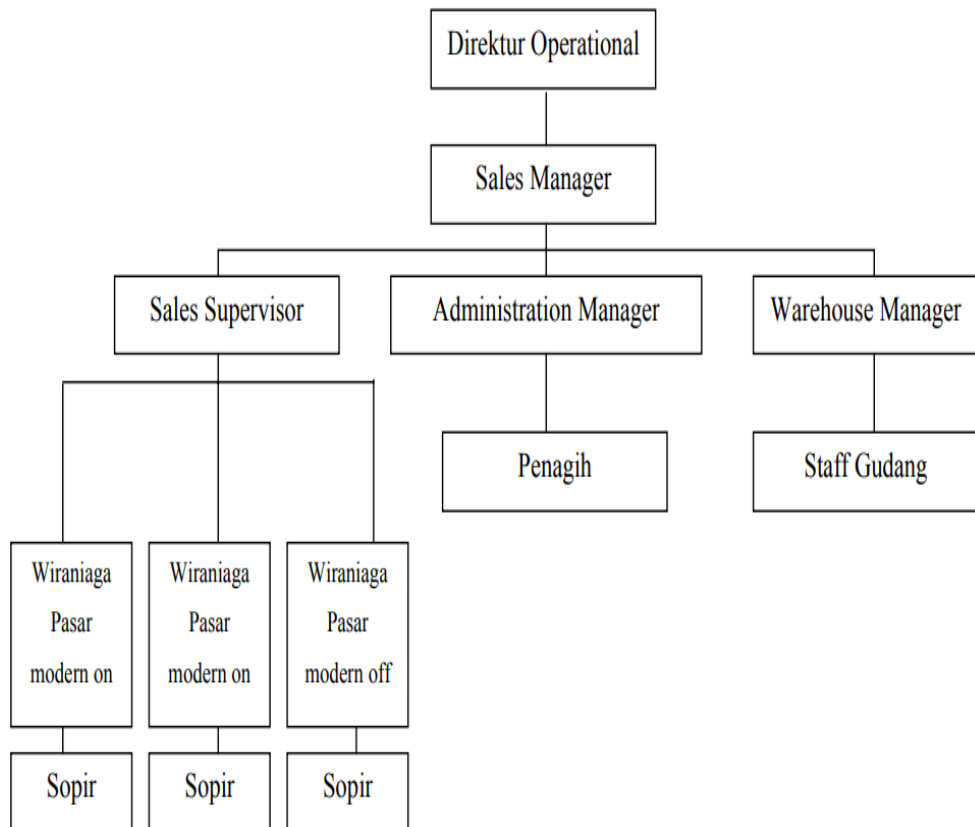 Direktur Operational
Sales Manager
Sales Supervisor
Administration Manager
Warehouse Manager
Penagih
Staff Gudang
Wiraniaga
Pasar
modern on
Wiraniaga
Pasar
modern on
Wiraniaga
Pasar
modern off
Sopir
Sopir
Sopir